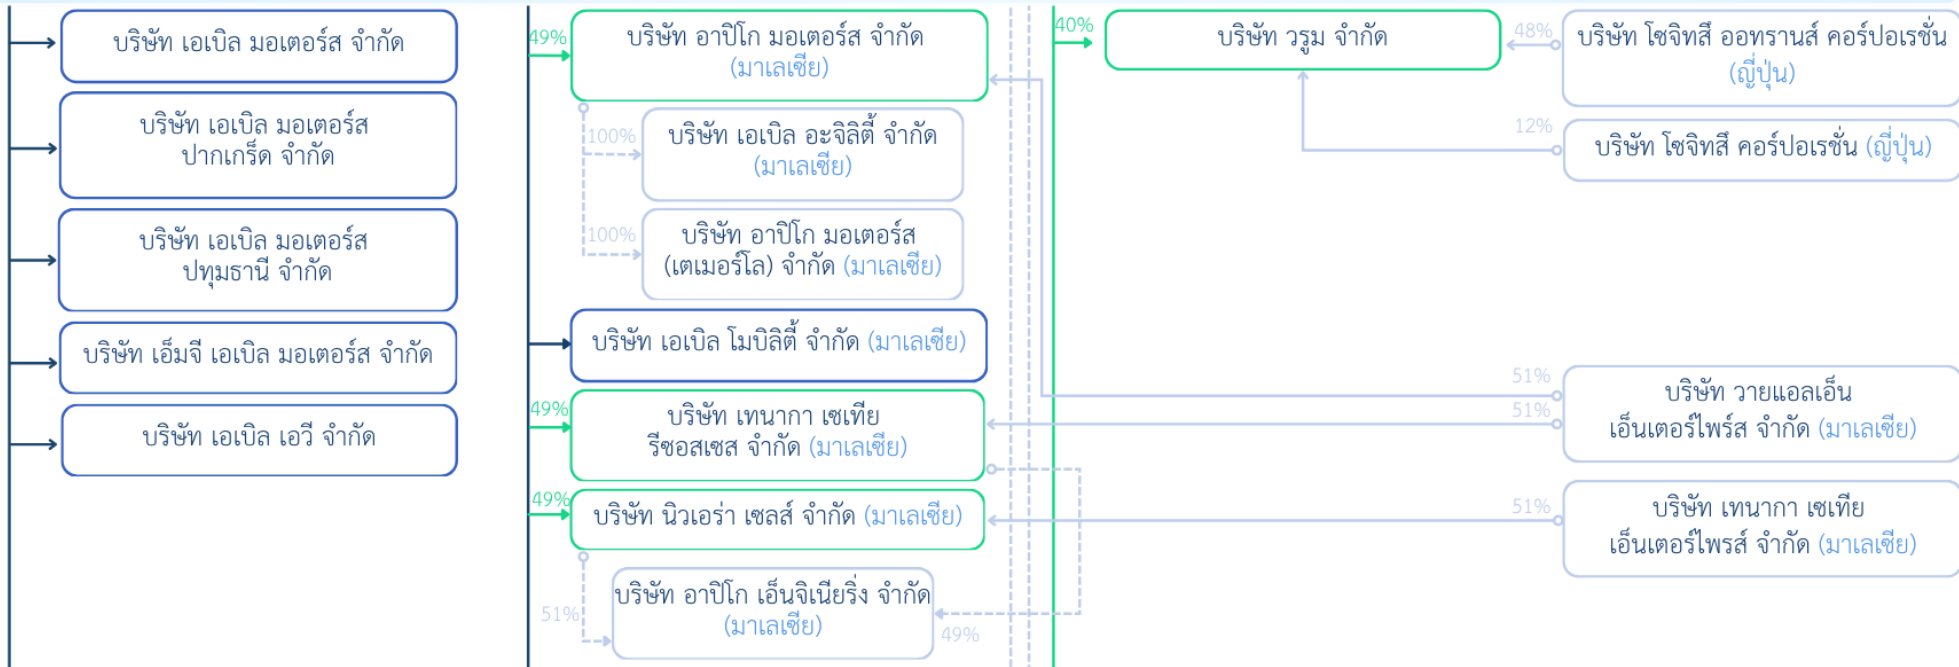 บริษัท เอเบิล มอเตอร์ส จำกัด
บริษัท เอเบิล มอเตอร์ส
ปากเกร็ด จำกัด
บริษัท เอเบิล มอเตอร์ส
ปทุมธานี จำกัด
บริษัท เอ็มจี เอเบิล มอเตอร์ส จำกัด
บริษัท เอเบิล เอวี จำกัด
49%
บริษัท อาปิโก มอเตอร์ส จำกัด
(มาเลเซีย)
100%
บริษัท เอเบิล อะจิลิตี้ จำกัด
(มาเลเซีย)
100%
บริษัท อาปิโก มอเตอร์ส
(เตเมอร์โล) จำกัด (มาเลเซีย)
บริษัท เอเบิล โมบิลิตี้ จำกัด (มาเลเซีย)
49%
บริษัท เทนากา เซเทีย
รีซอสเซส จำกัด (มาเลเซีย)
49%
บริษัท นิวเอร่า เซลส์ จำกัด (มาเลเซีย)
51%
บริษัท อาปิโก เอ็นจิเนียริ่ง จำกัด
(มาเลเซีย)
49%
40%
บริษัท วรูม จำกัด
48%
บริษัท โซจิทสึ ออทรานส์ คอร์ปอเรชั่น
(ญี่ปุ่น)
12%
บริษัท โซจิทสึ คอร์ปอเรชั่น (ญี่ปุ่น)
51%
51%
บริษัท วายแอลเอ็น
เอ็นเตอร์ไพร์ส จำกัด (มาเลเซีย)
51%
บริษัท เทนากา เซเทีย
เอ็นเตอร์ไพรส์ จำกัด (มาเลเซีย)